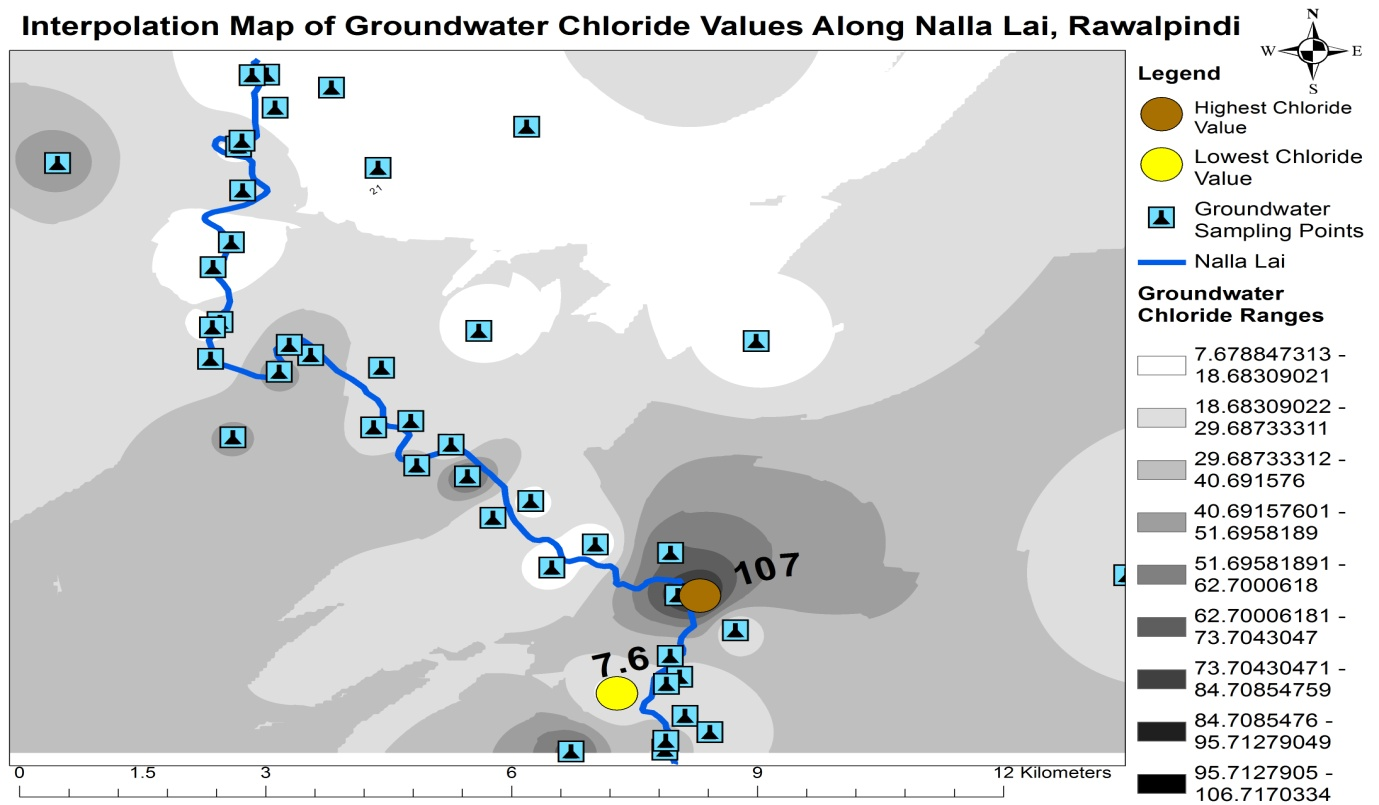 Interpolation Map of Groundwater Chloride Values Along Nalla Lai, Rawalpindi
N
W
E
S
21
107
7.6
0
1.5
3
6
9
12 Kilometers
Legend
Highest Chloride
Value
Lowest Chloride
Value
Groundwater
Sampling Points
Nalla Lai
Groundwater
Chloride Ranges
7.678847313 -
18.68309021
18.68309022 -
29.68733311
29.68733312 -
40.691576
40.69157601 -
51.6958189
51.69581891 -
62.7000618
62.70006181 -
73.7043047
73.70430471 -
84.70854759
84.7085476 -
95.71279049
95.7127905 -
106.7170334